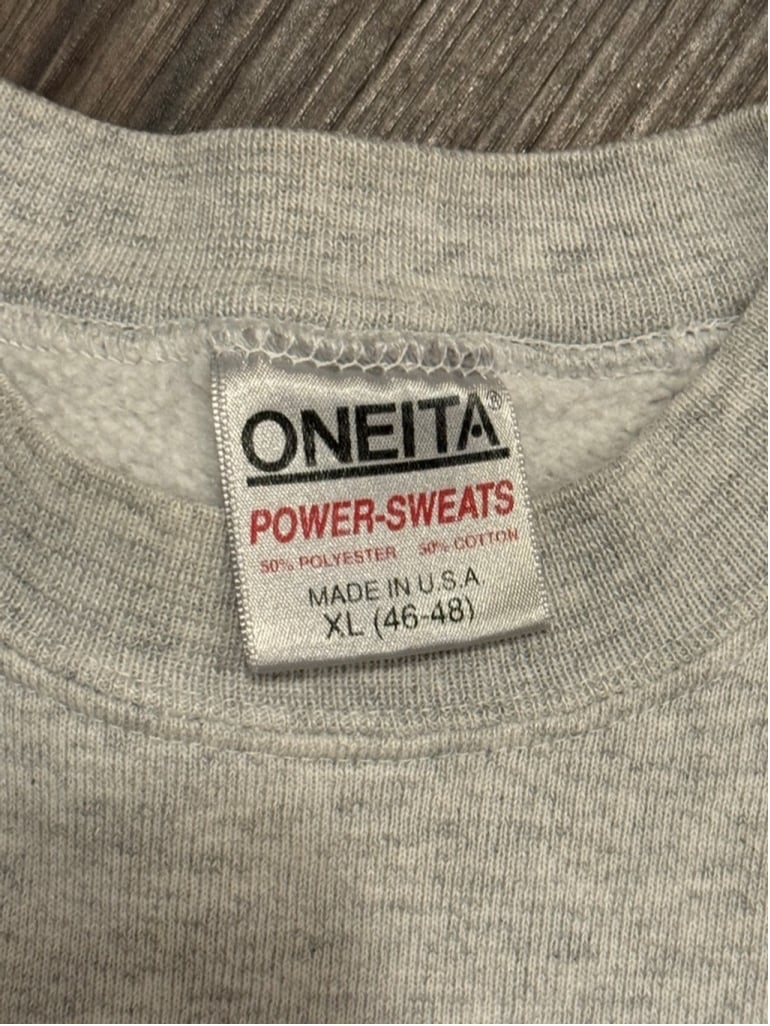 ONEITA®
POWER-SWEATS
50% POLYESTER 50% COTTON
MADE IN U.S.A
XL (46-48)